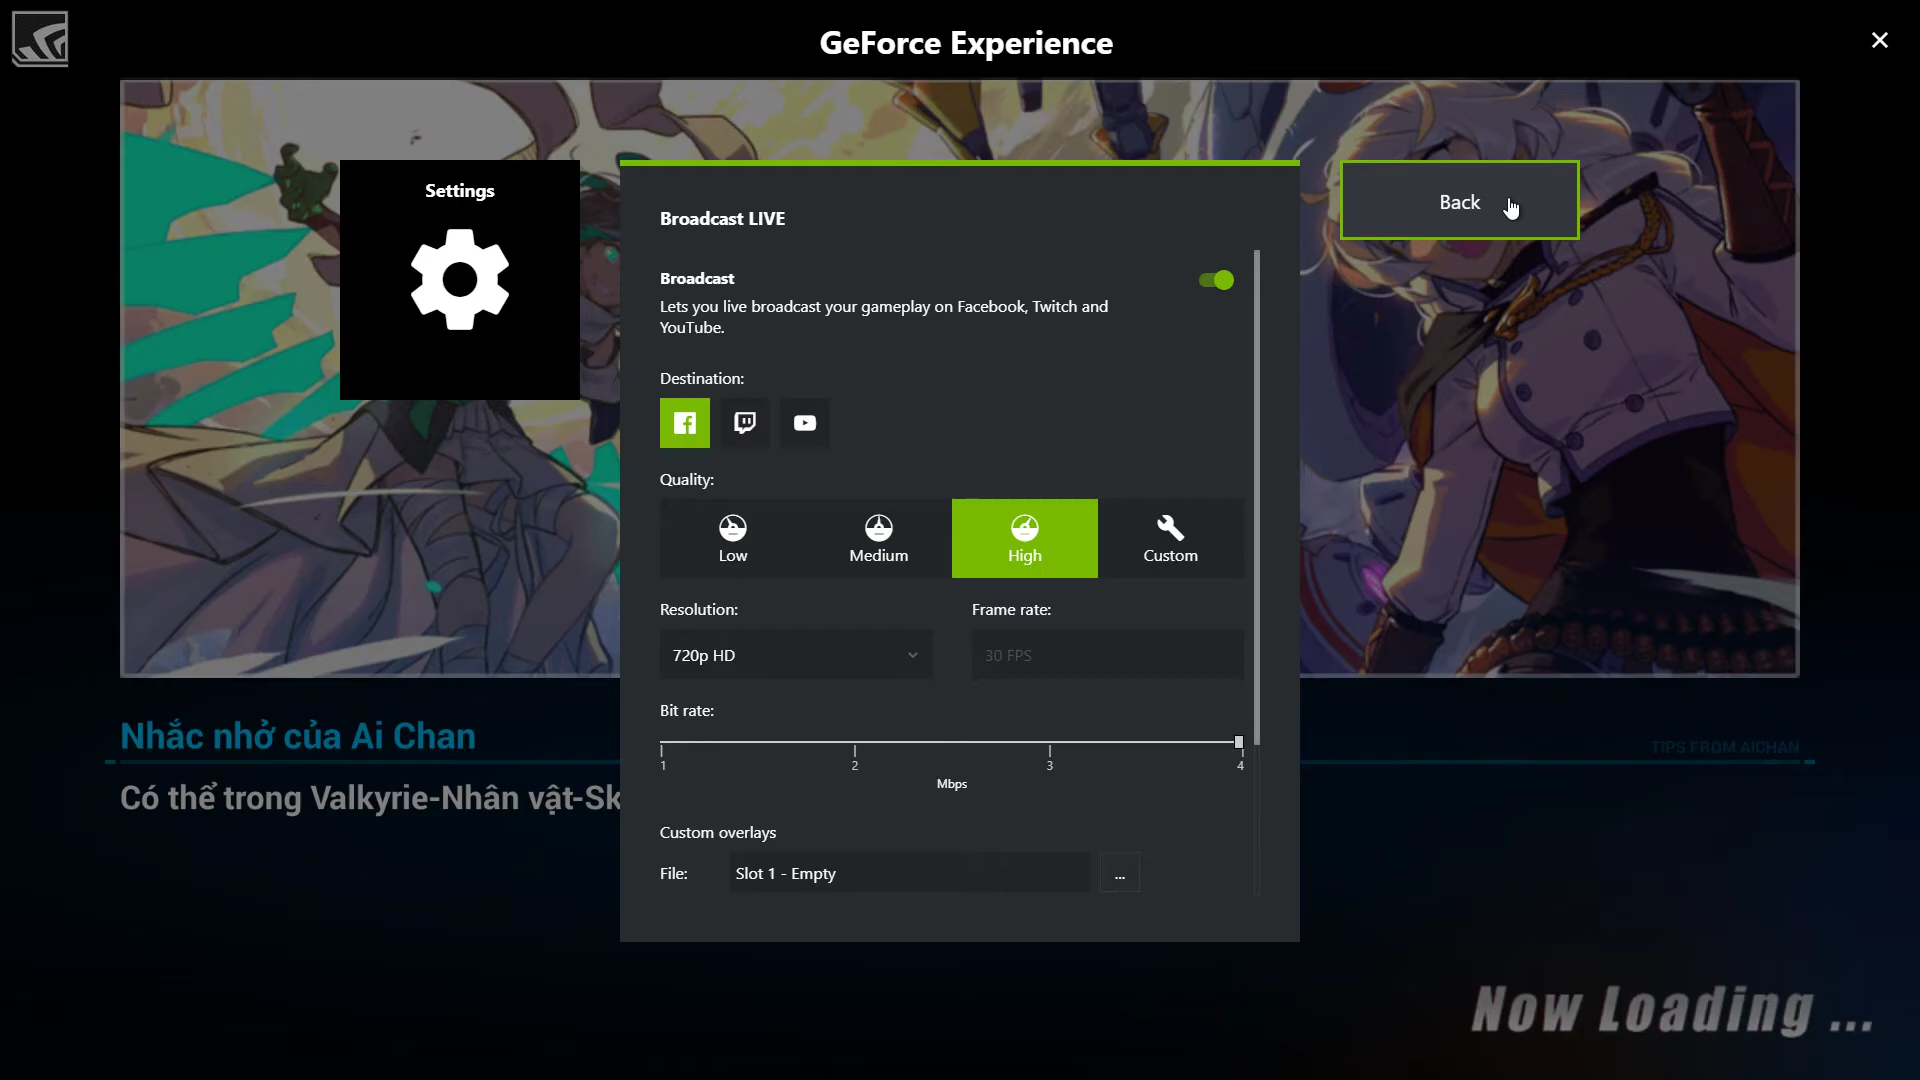 GeForce Experience
Settings
Broadcast LIVE
Back
Broadcast
Lets you live broadcast your gameplay on Facebook, Twitch and
YouTube.
Destination:
Quality:
Low
Medium
High
Custom
Resolution:
Frame rate:
720p HD
30 FPS
Bit rate:
1
2
3
4
Mbps
Nhắc nhở của Ai Chan
TIPS FROM AICHAN
Có thể trong Valkyrie-Nhân vật-Sk
Custom overlays
File:
Slot 1 - Empty
...
Now Loading ...